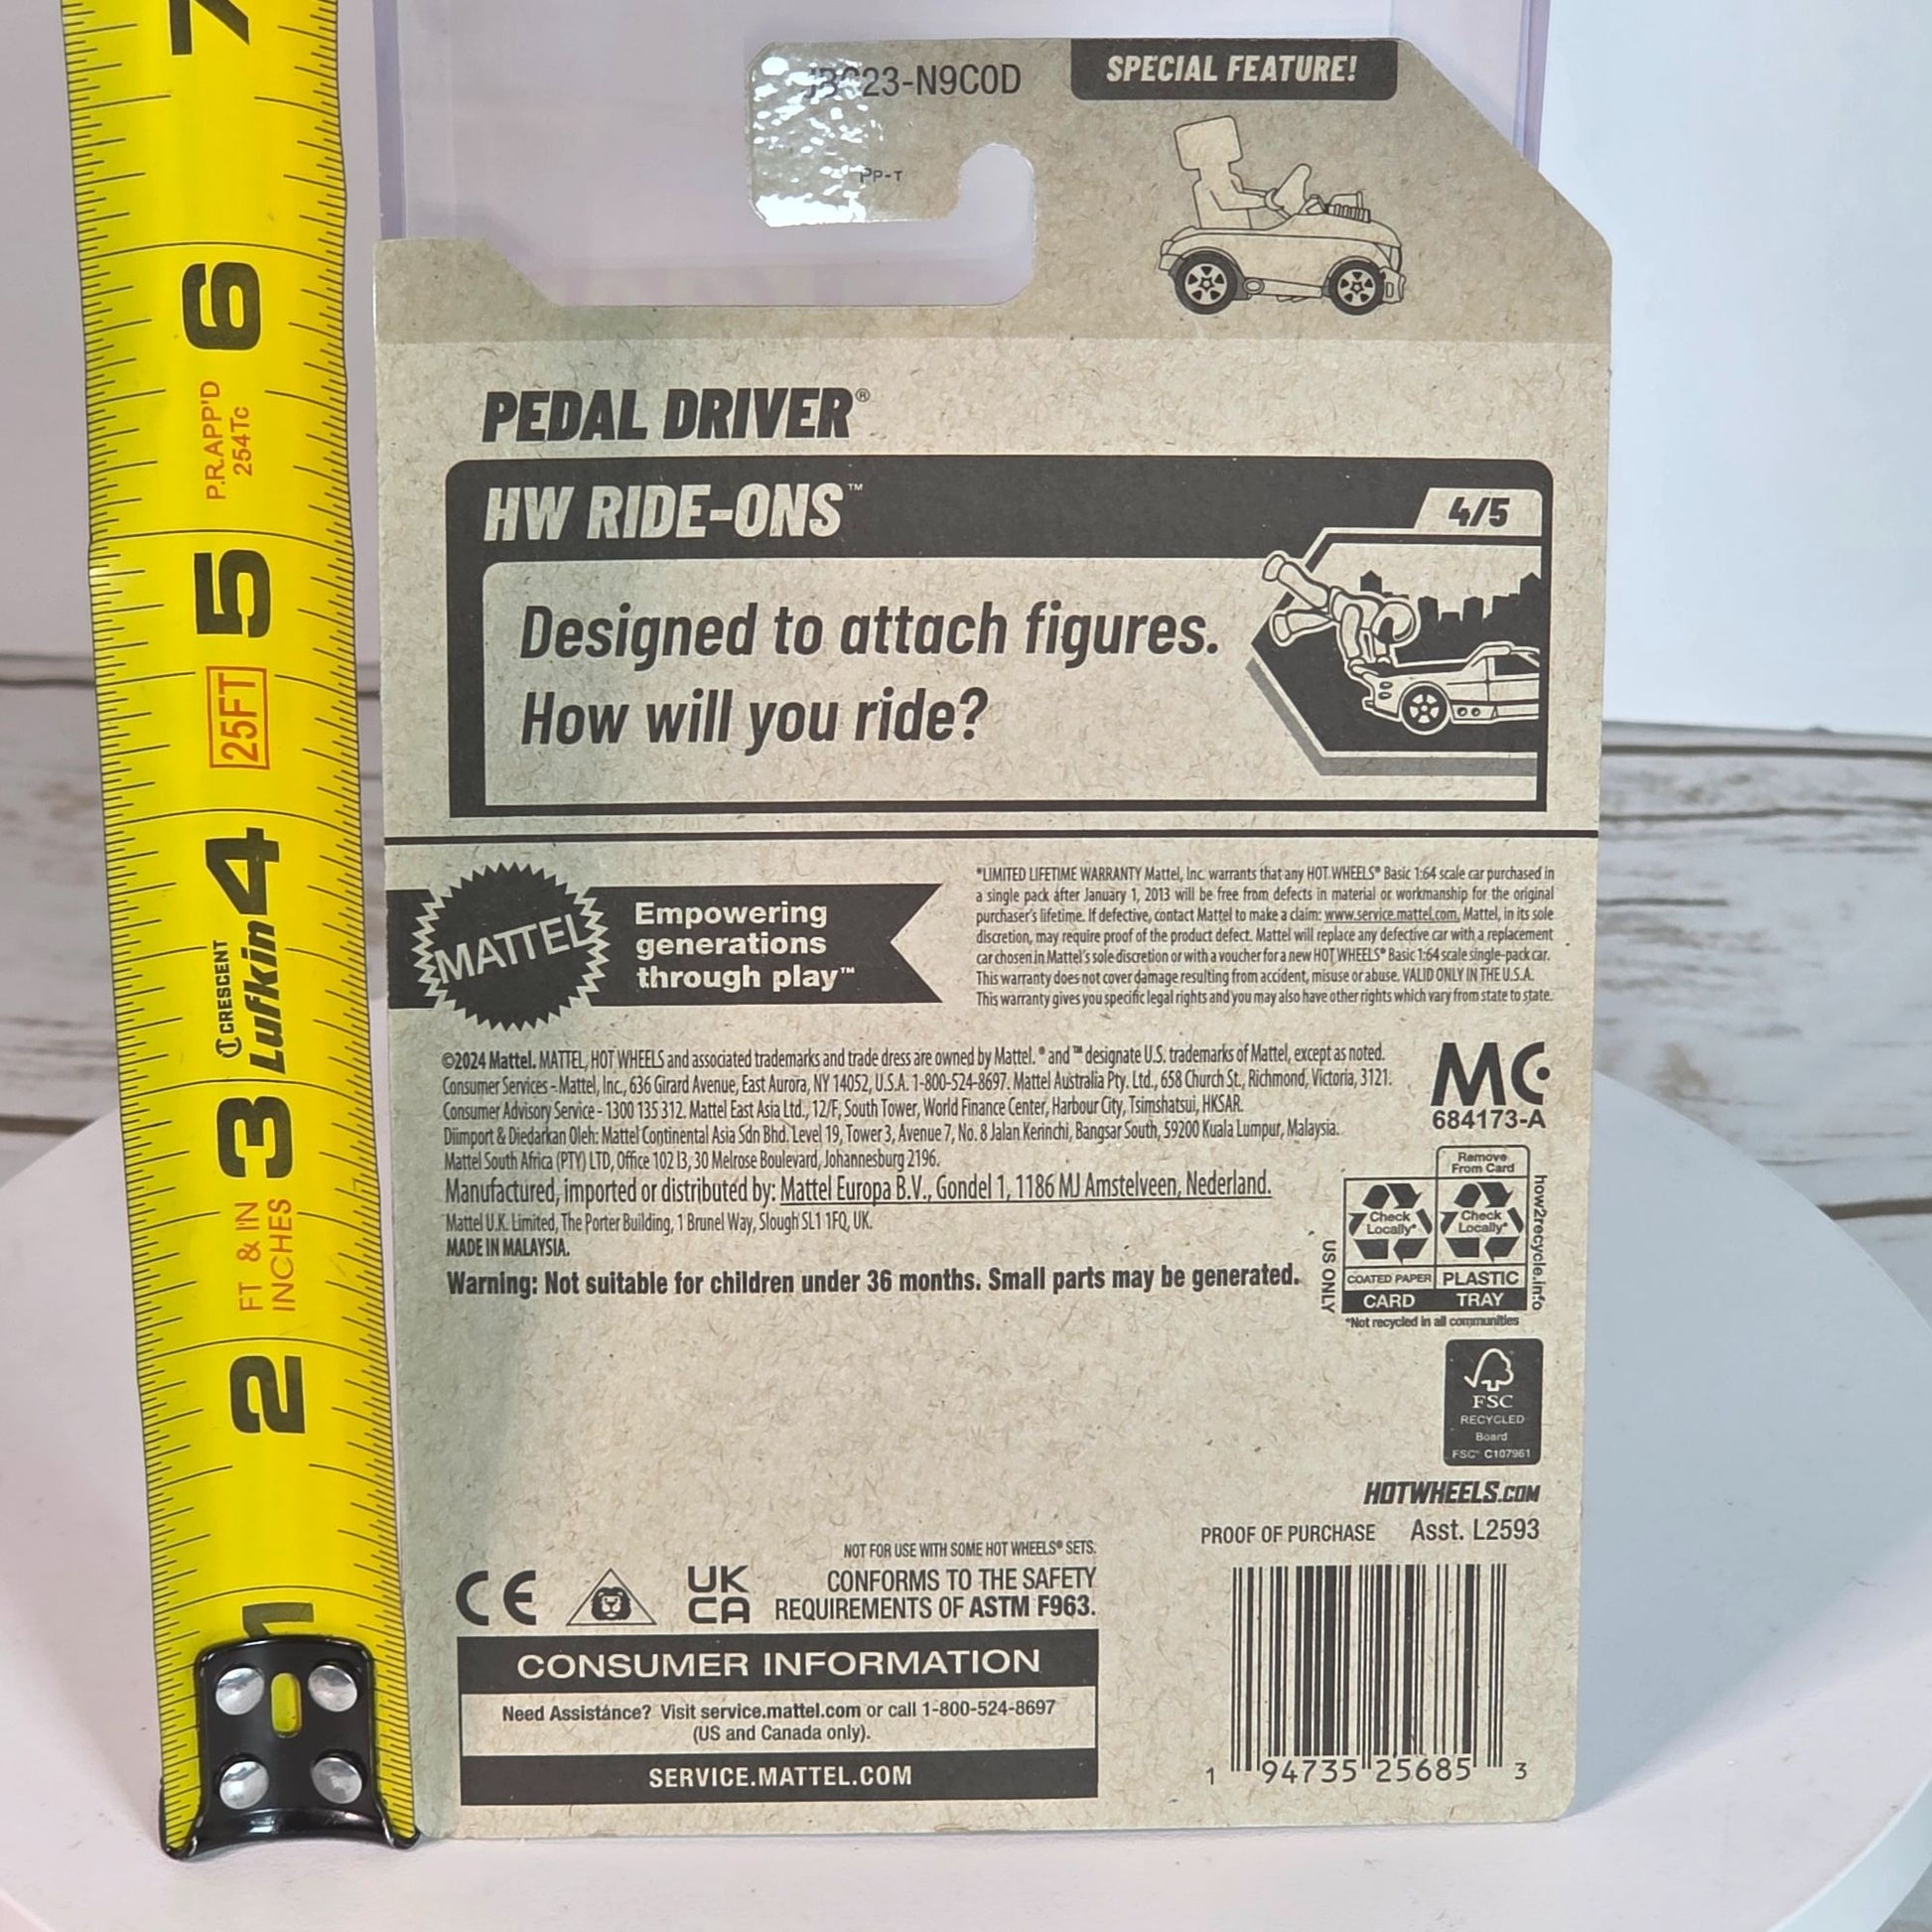 7
6
P.R.APP'D
254Tc
5
25FT
4
CRESCENT
Lufkin
3
FT & IN
INCHES
2
1
23-N9C0D
SPECIAL FEATURE!
PP-T
PEDAL DRIVER®
HW RIDE-ONS™
4/5
Designed to attach figures.
How will you ride?
MATTEL
Empowering
generations
through play™
*LIMITED LIFETIME WARRANTY Mattel, Inc. warrants that any HOT WHEELS® Basic 1:64 scale car purchased in
a single pack after January 1, 2013 will be free from defects in material or workmanship for the original
purchaser's lifetime. If defective, contact Mattel to make a claim: www.service.mattel.com. Mattel, in its sole
discretion, may require proof of the product defect. Mattel will replace any defective car with a replacement
car chosen in Mattel's sole discretion or with a voucher for a new HOT WHEELS® Basic 1:64 scale single-pack car.
This warranty does not cover damage resulting from accident, misuse or abuse. VALID ONLY IN THE U.S.A.
This warranty gives you specific legal rights and you may also have other rights which vary from state to state.
©2024 Mattel. MATTEL, HOT WHEELS and associated trademarks and trade dress are owned by Mattel. ® and ™ designate U.S. trademarks of Mattel, except as noted.
Consumer Services - Mattel, Inc., 636 Girard Avenue, East Aurora, NY 14052, U.S.A. 1-800-524-8697. Mattel Australia Pty. Ltd., 658 Church St., Richmond, Victoria, 3121.
Consumer Advisory Service - 1300 135 312. Mattel East Asia Ltd., 12/F, South Tower, World Finance Center, Harbour City, Tsimshatsui, HKSAR.
Diimport & Diedarkan Oleh: Mattel Continental Asia Sdn Bhd. Level 19, Tower 3, Avenue 7, No. 8 Jalan Kerinchi, Bangsar South, 59200 Kuala Lumpur, Malaysia.
Mattel South Africa (PTY) LTD, Office 102 I3, 30 Melrose Boulevard, Johannesburg 2196.
Manufactured, imported or distributed by: Mattel Europa B.V., Gondel 1, 1186 MJ Amstelveen, Nederland.
Mattel U.K. Limited, The Porter Building, 1 Brunel Way, Slough SL1 1FQ, UK.
MADE IN MALAYSIA.
Warning: Not suitable for children under 36 months. Small parts may be generated.
MC
684173-A
Remove
From Card
Check
Locally*
Check
Locally*
COATED PAPER
PLASTIC
CARD
TRAY
US ONLY
how2recycle.info
*Not recycled in all communities
FSC
RECYCLED
Board
FSC® C107961
HOTWHEELS.COM
PROOF OF PURCHASE Asst. L2593
NOT FOR USE WITH SOME HOT WHEELS® SETS.
CE
UK
CA
CONFORMS TO THE SAFETY
REQUIREMENTS OF ASTM F963.
CONSUMER INFORMATION
Need Assistance? Visit service.mattel.com or call 1-800-524-8697
(US and Canada only).
SERVICE.MATTEL.COM
1 94735 25685 3